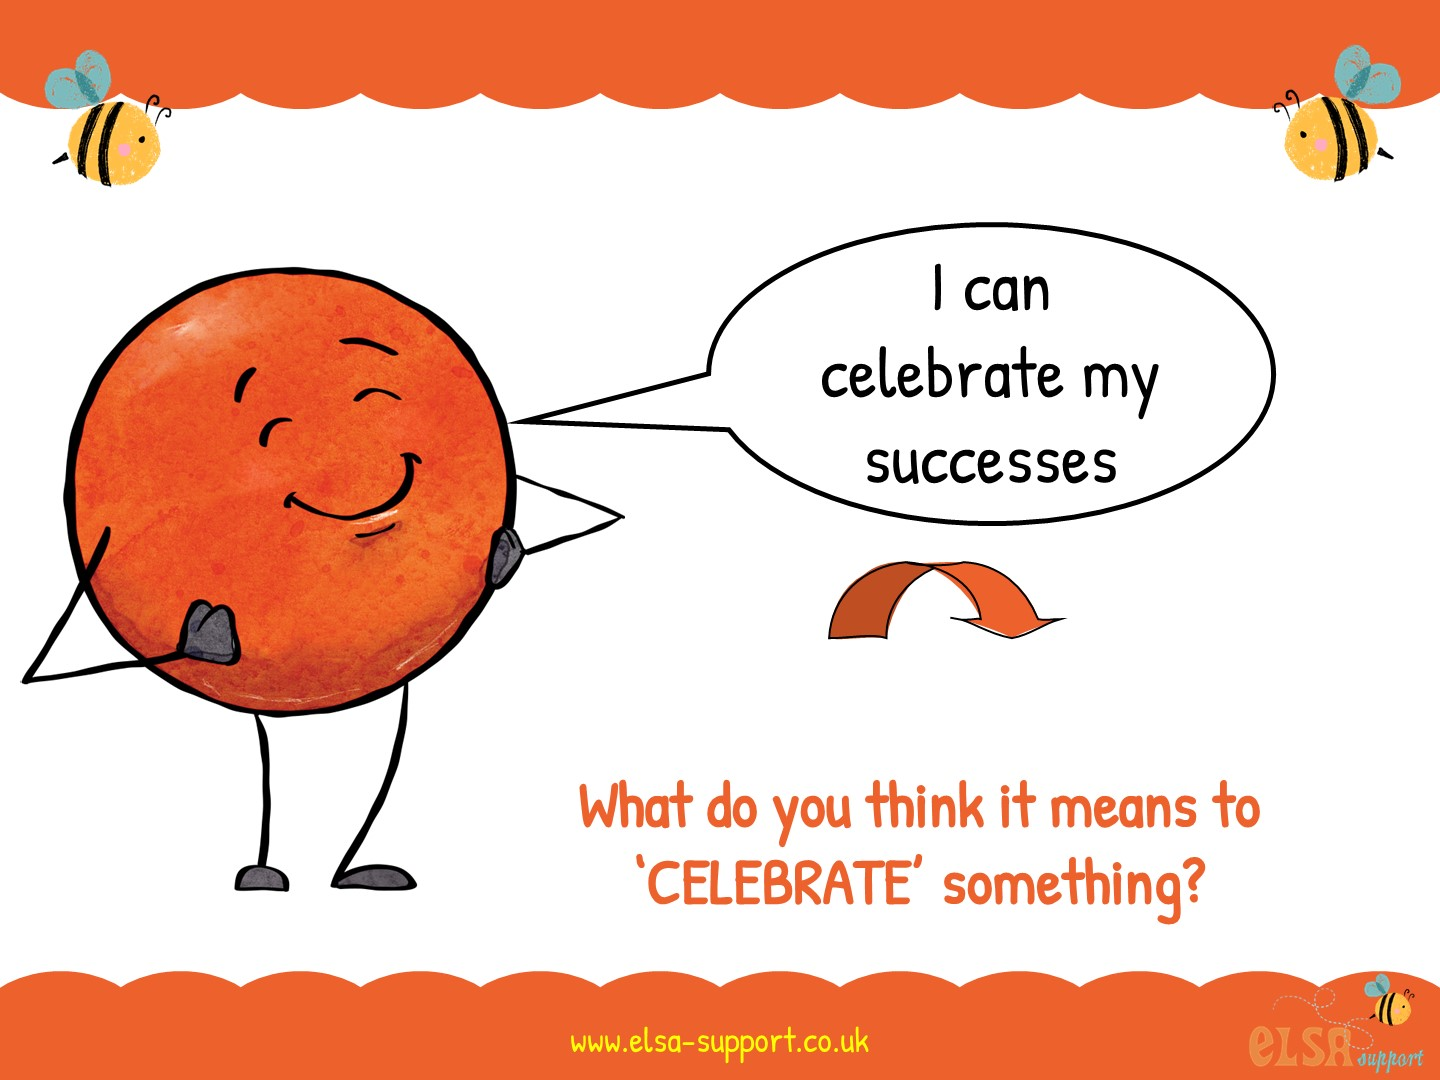 I can
celebrate my
successes
What do you think it means to
‘CELEBRATE’ something?
www.elsa-support.co.uk
ELSA
support